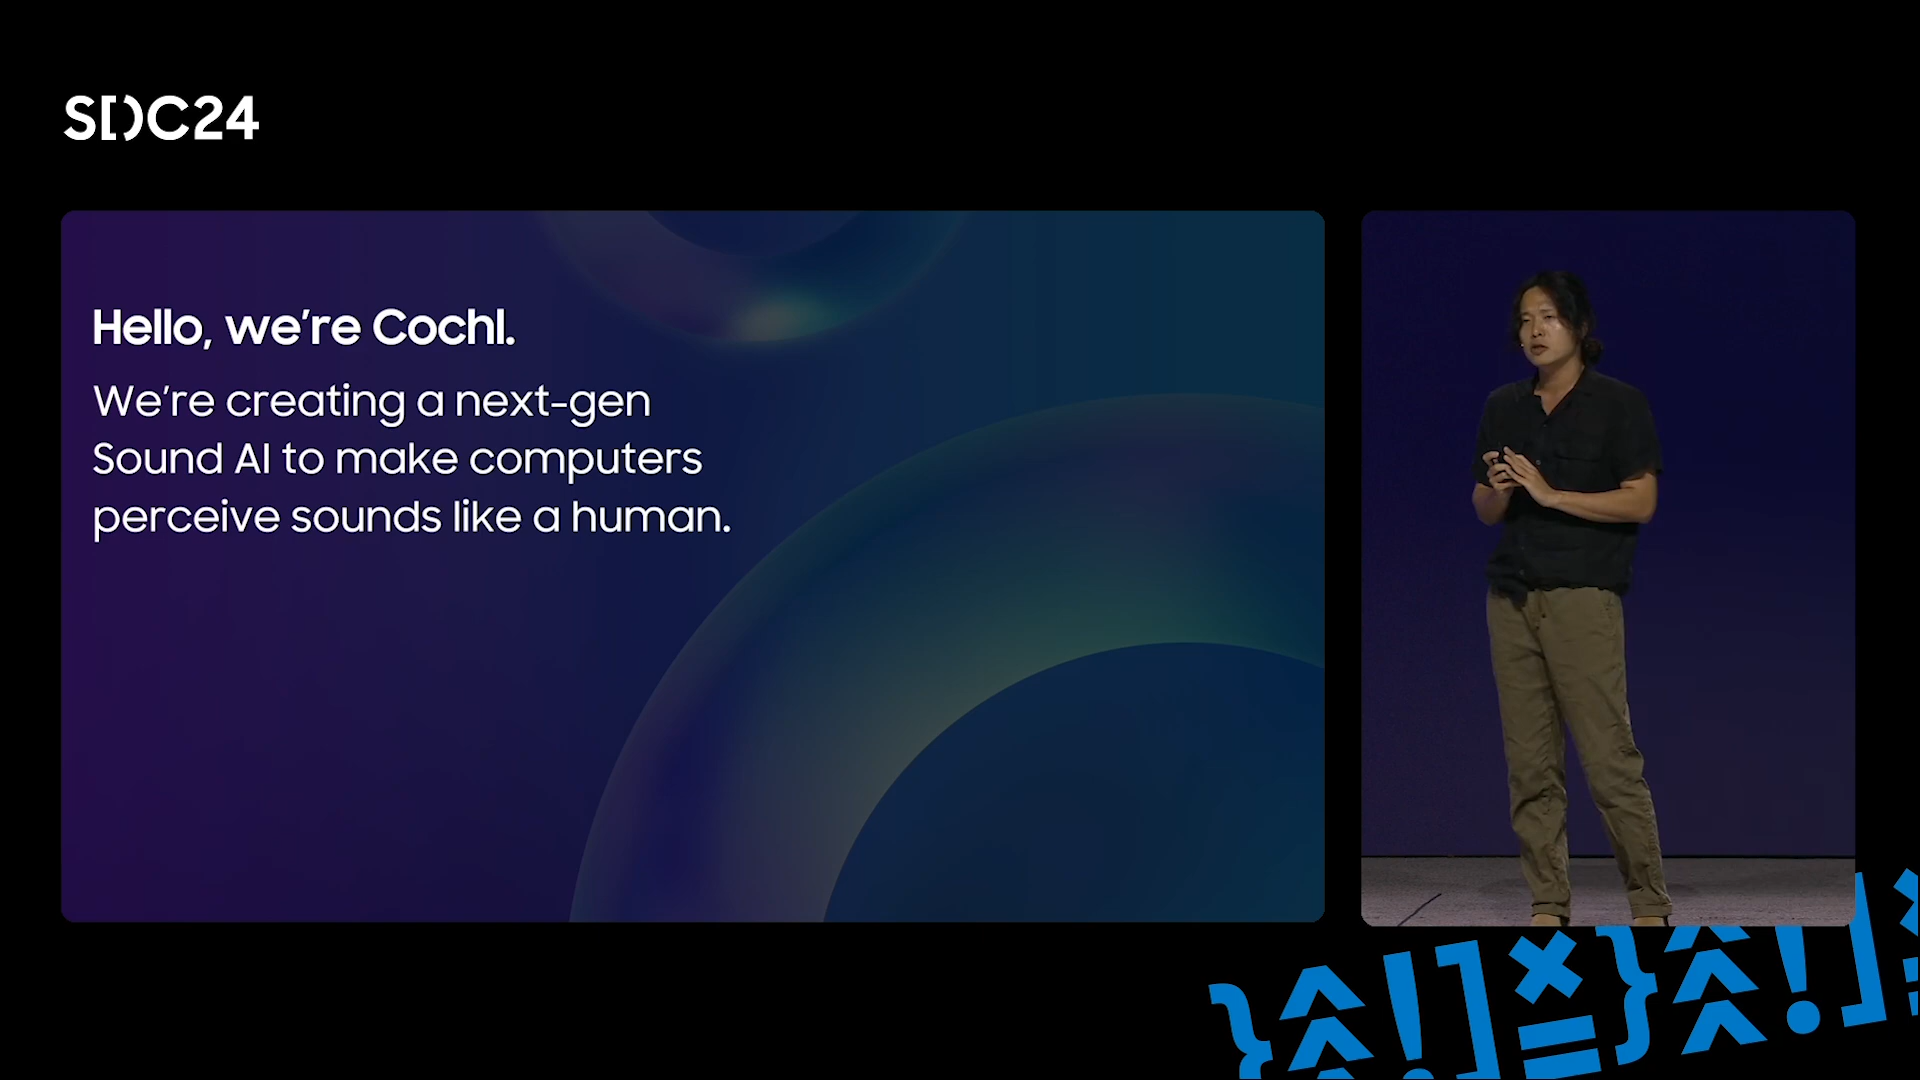 SDC24
Hello, we're Cochl.
We're creating a next-gen
Sound AI to make computers
perceive sounds like a human.